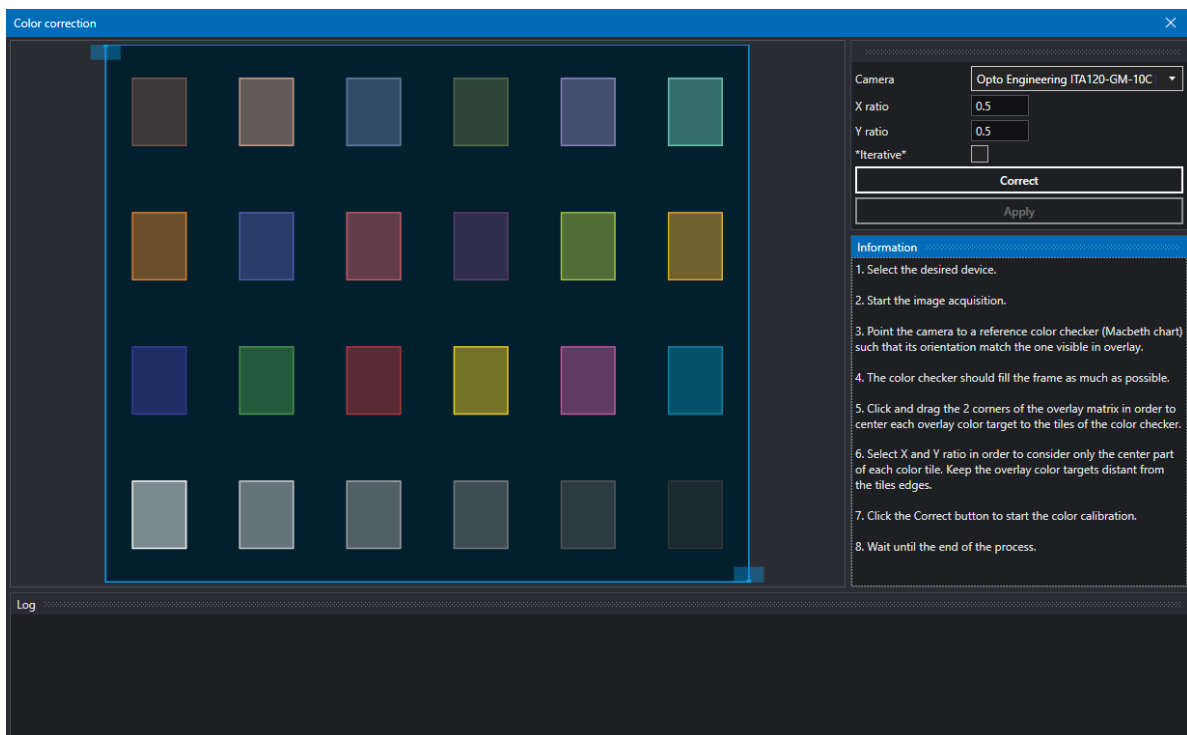 Color correction
Camera
Opto Engineering ITA120-GM-10C
X ratio
0.5
Y ratio
0.5
*Iterative*
Correct
Apply
Information
1. Select the desired device.
2. Start the image acquisition.
3. Point the camera to a reference color checker (Macbeth chart)
such that its orientation match the one visible in overlay.
4. The color checker should fill the frame as much as possible.
5. Click and drag the 2 corners of the overlay matrix in order to
center each overlay color target to the tiles of the color checker.
6. Select X and Y ratio in order to consider only the center part
of each color tile. Keep the overlay color targets distant from
the tiles edges.
7. Click the Correct button to start the color calibration.
8. Wait until the end of the process.
Log